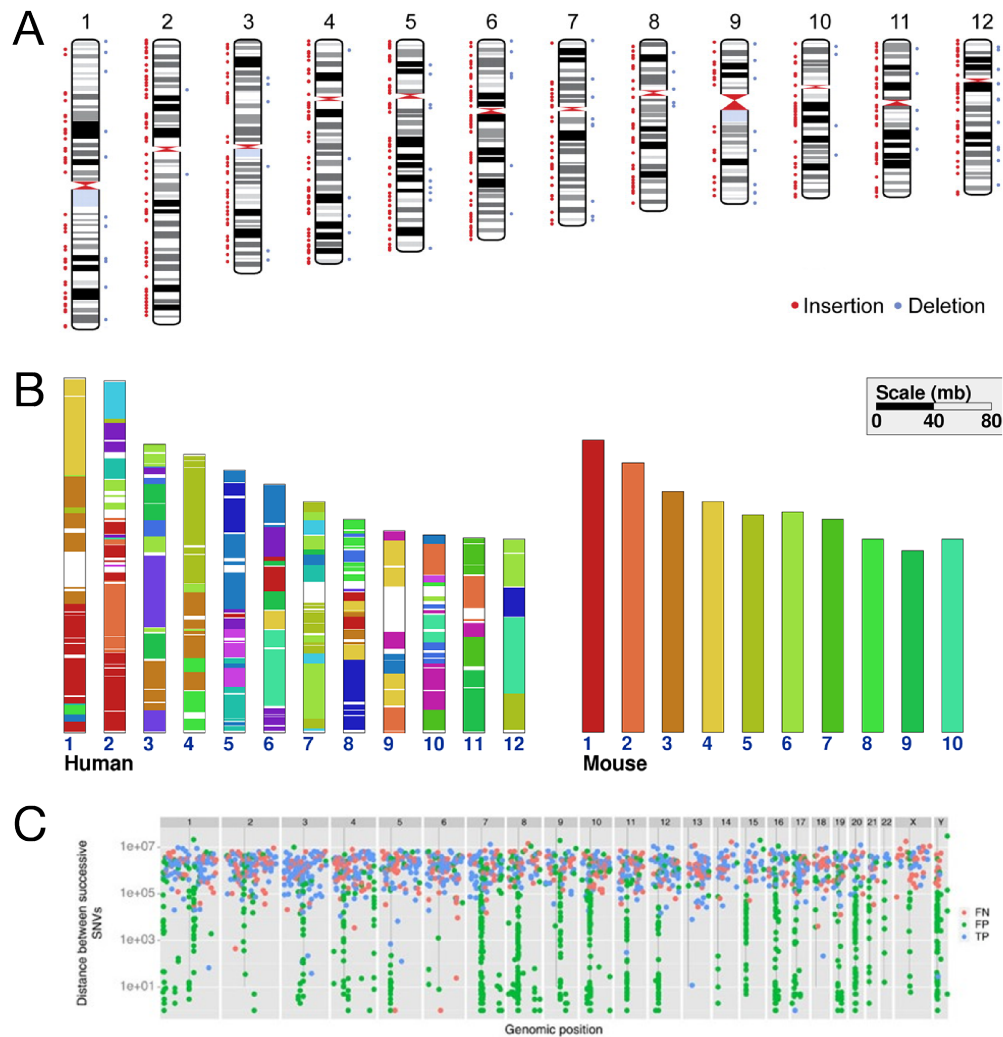 A
1 2 3 4 5 6 7 8 9 10 11 12
Insertion Deletion
B
Scale (mb)
0 40 80
1 2 3 4 5 6 7 8 9 10 11 12
Human
1 2 3 4 5 6 7 8 9 10
Mouse
C
1 2 3 4 5 6 7 8 9 10 11 12 13 14 15 16 17 18 19 20 21 22 X Y
Distance between successive
SNVs
1e+07
1e+05
1e+03
1e+01
FN
FP
TP
Genomic position